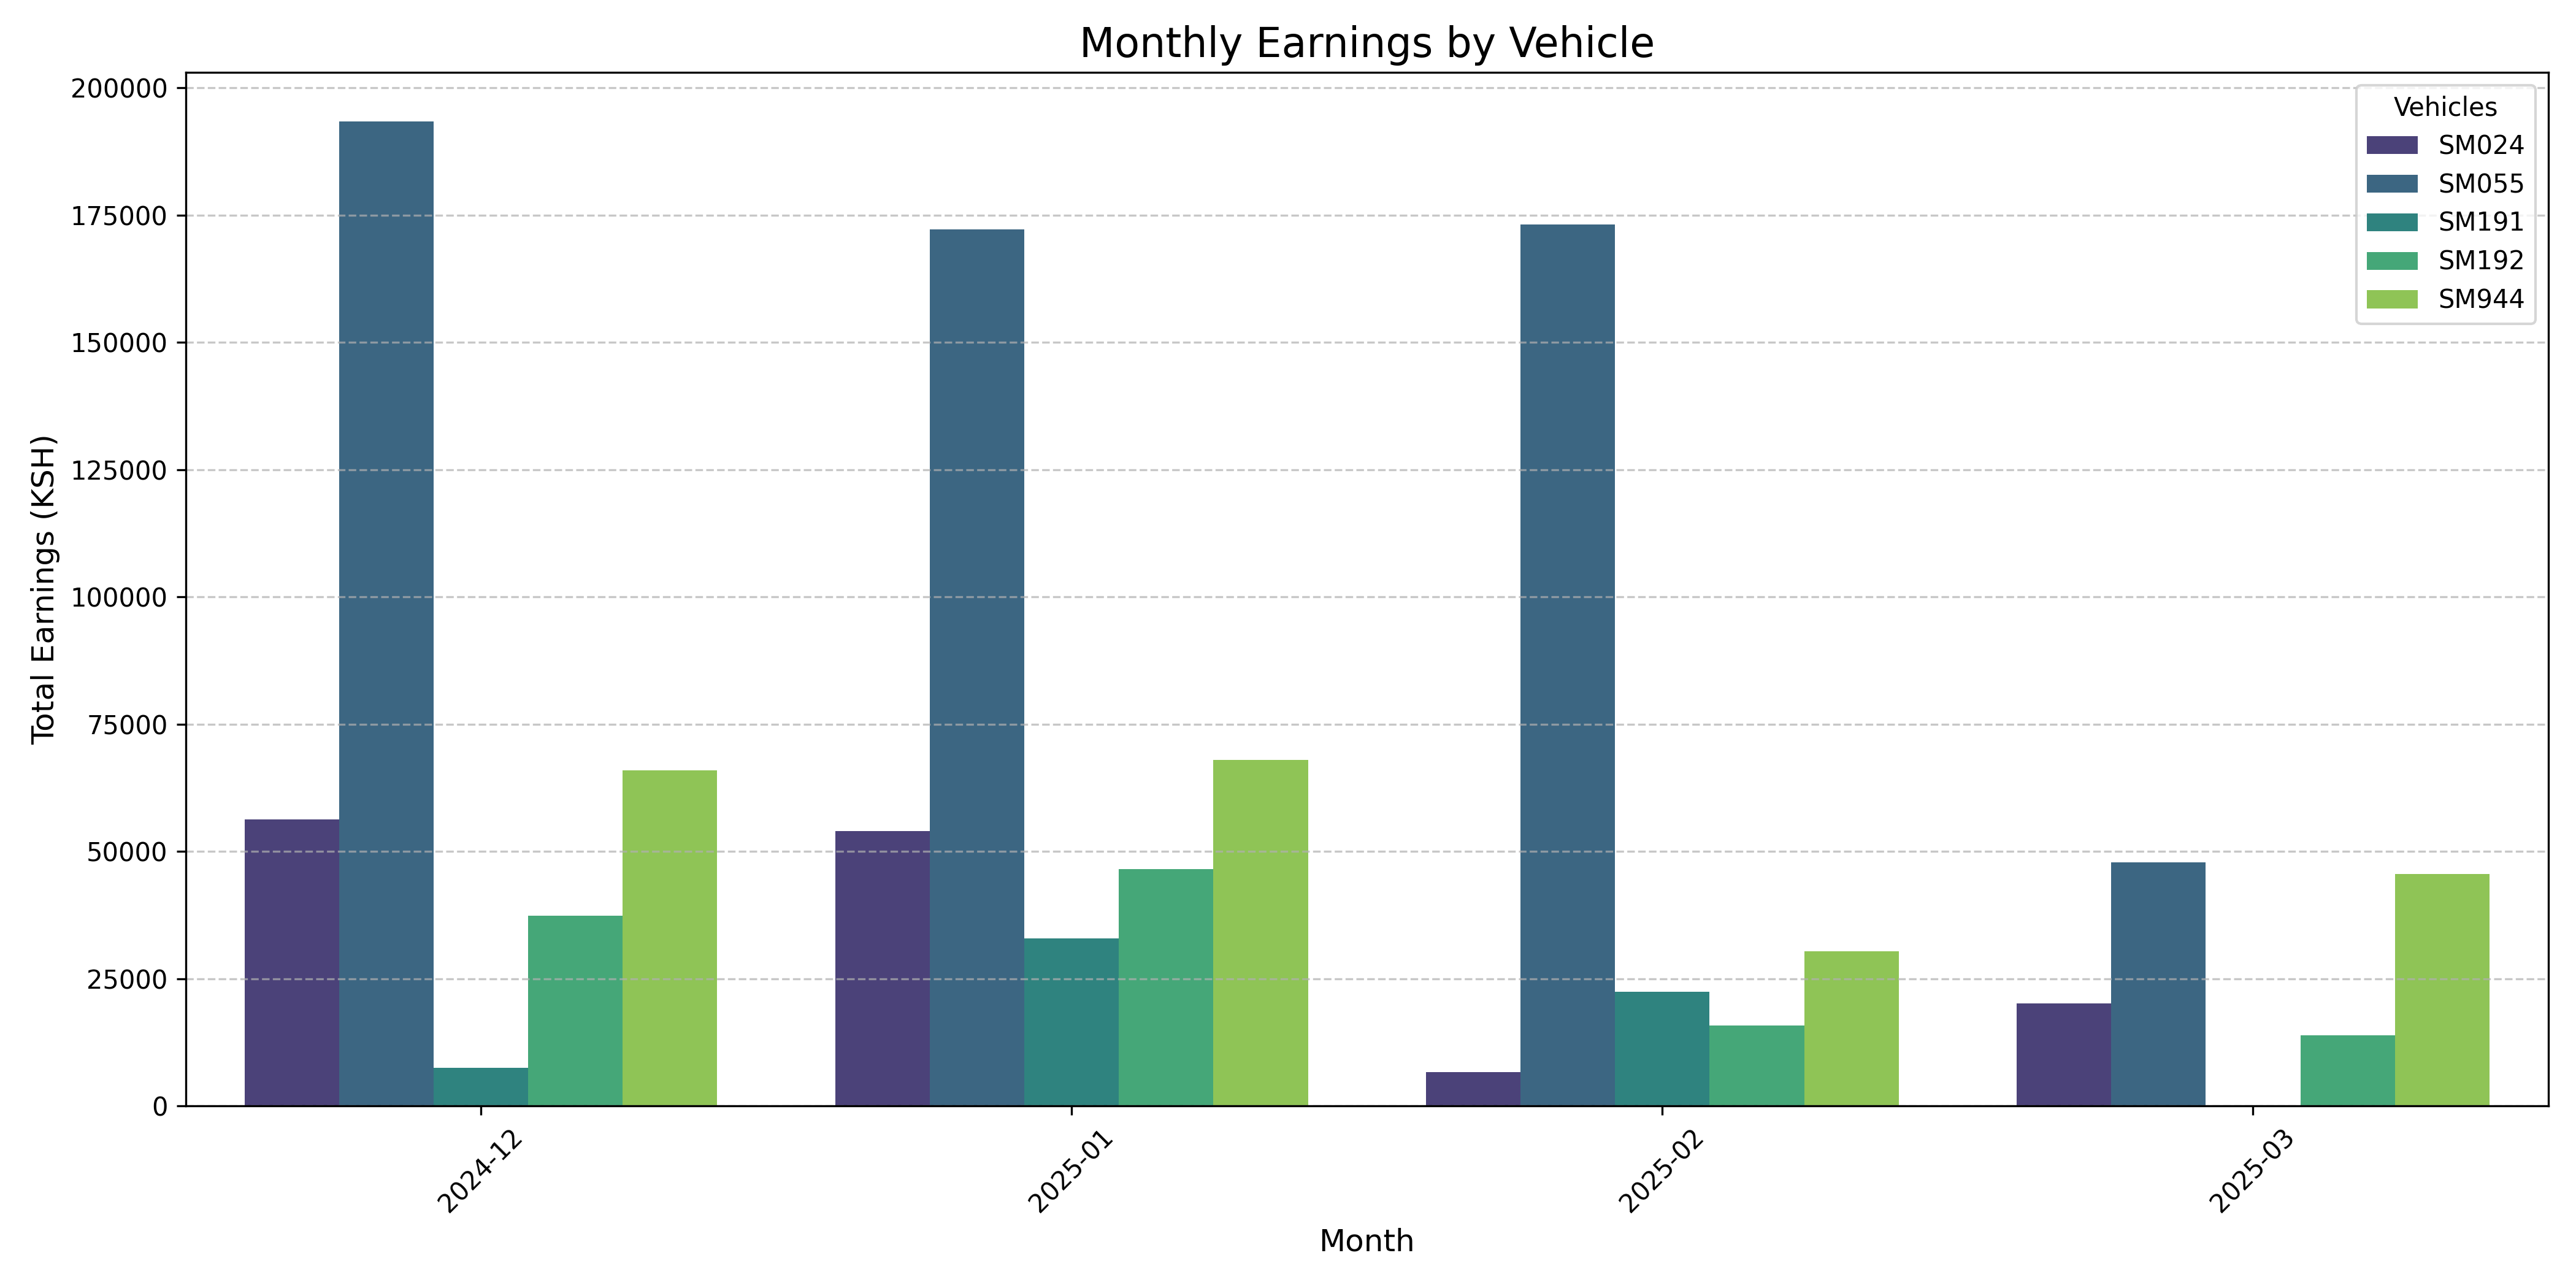 Monthly Earnings by Vehicle
Total Earnings (KSH)
200000
175000
150000
125000
100000
75000
50000
25000
0
Vehicles
SM024
SM055
SM191
SM192
SM944
2024-12
2025-01
2025-02
2025-03
Month